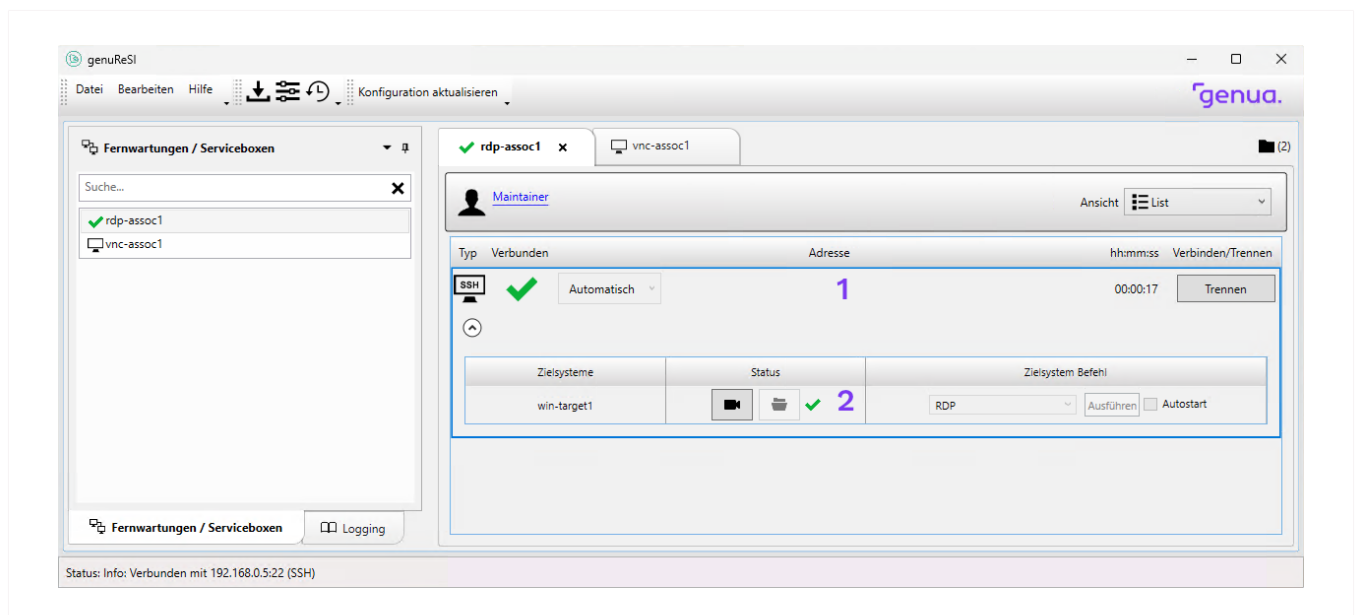 genuReSI
Datei Bearbeiten Hilfe Konfiguration aktualisieren
genua.
Fernwartungen / Serviceboxen
Suche...
rdp-assoc1
vnc-assoc1
rdp-assoc1 x vnc-assoc1
(2)
Maintainer
Ansicht List
Typ Verbunden Adresse hh:mm:ss Verbinden/Trennen
SSH Automatisch 1 00:00:17 Trennen
Zielsysteme Status Zielsystem Befehl
win-target1 2 RDP Ausführen Autostart
Fernwartungen / Serviceboxen Logging
Status: Info: Verbunden mit 192.168.0.5:22 (SSH)